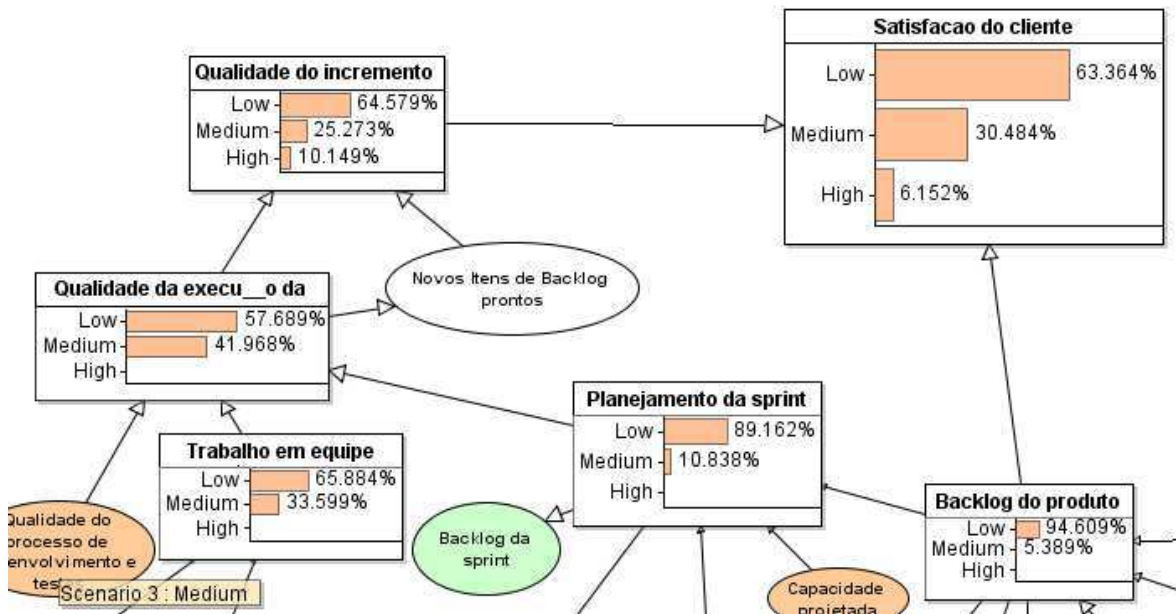 Satisfacao do cliente
Low
63.364%
Medium
30.484%
High
6.152%
Qualidade do incremento
Low
64.579%
Medium
25.273%
High
10.149%
Novos Itens de Backlog
prontos
Qualidade da execu__o da
Low
57.689%
Medium
41.968%
High
Planejamento da sprint
Low
89.162%
Medium
10.838%
High
Trabalho em equipe
Low
65.884%
Medium
33.599%
High
Backlog do produto
Low
94.609%
Medium
5.389%
High
Qualidade do
processo de
envolvimento e
Backlog da
sprint
Scenario 3 : Medium
Capacidade
projetada